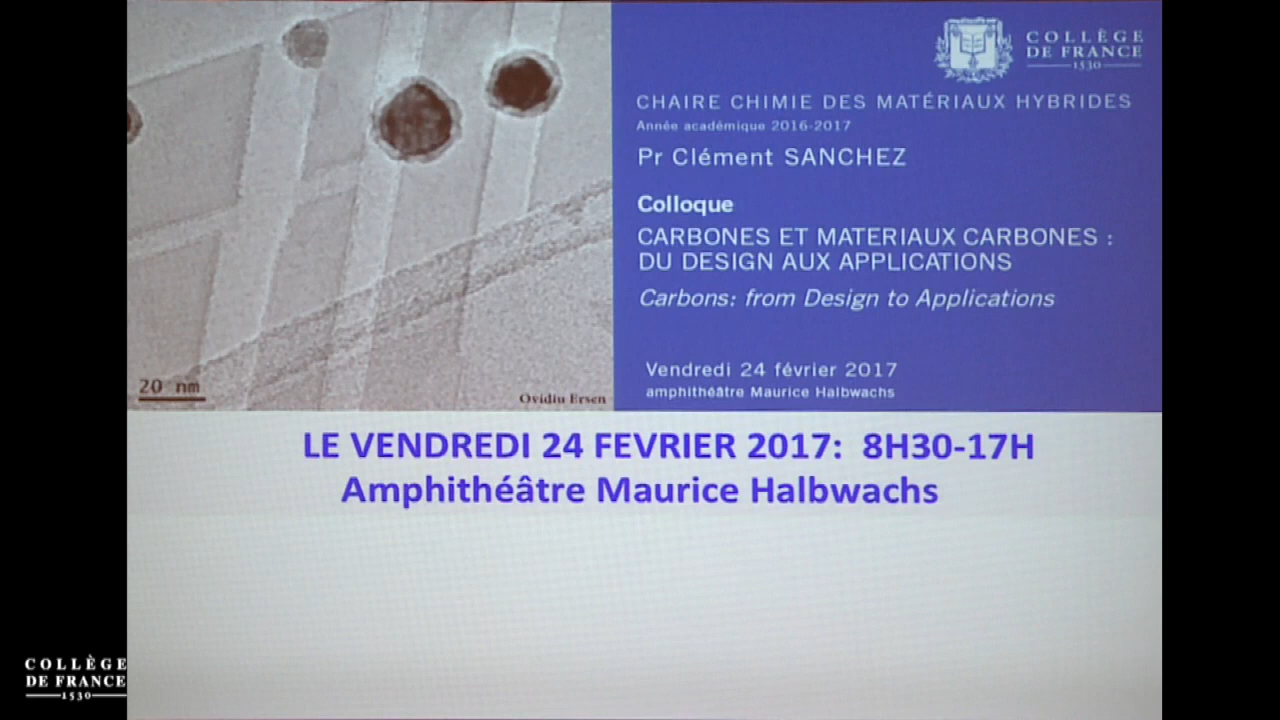 COLLÈGE
DE FRANCE
1530
CHAIRE CHIMIE DES MATÉRIAUX HYBRIDES
Année académique 2016-2017
Pr Clément SANCHEZ
Colloque
CARBONES ET MATERIAUX CARBONES :
DU DESIGN AUX APPLICATIONS
Carbons: from Design to Applications
Vendredi 24 février 2017
amphithéâtre Maurice Halbwachs
20 nm
Ovidiu Ersen
LE VENDREDI 24 FEVRIER 2017: 8H30-17H
Amphithéâtre Maurice Halbwachs
COLLÈGE
DE FRANCE
1530